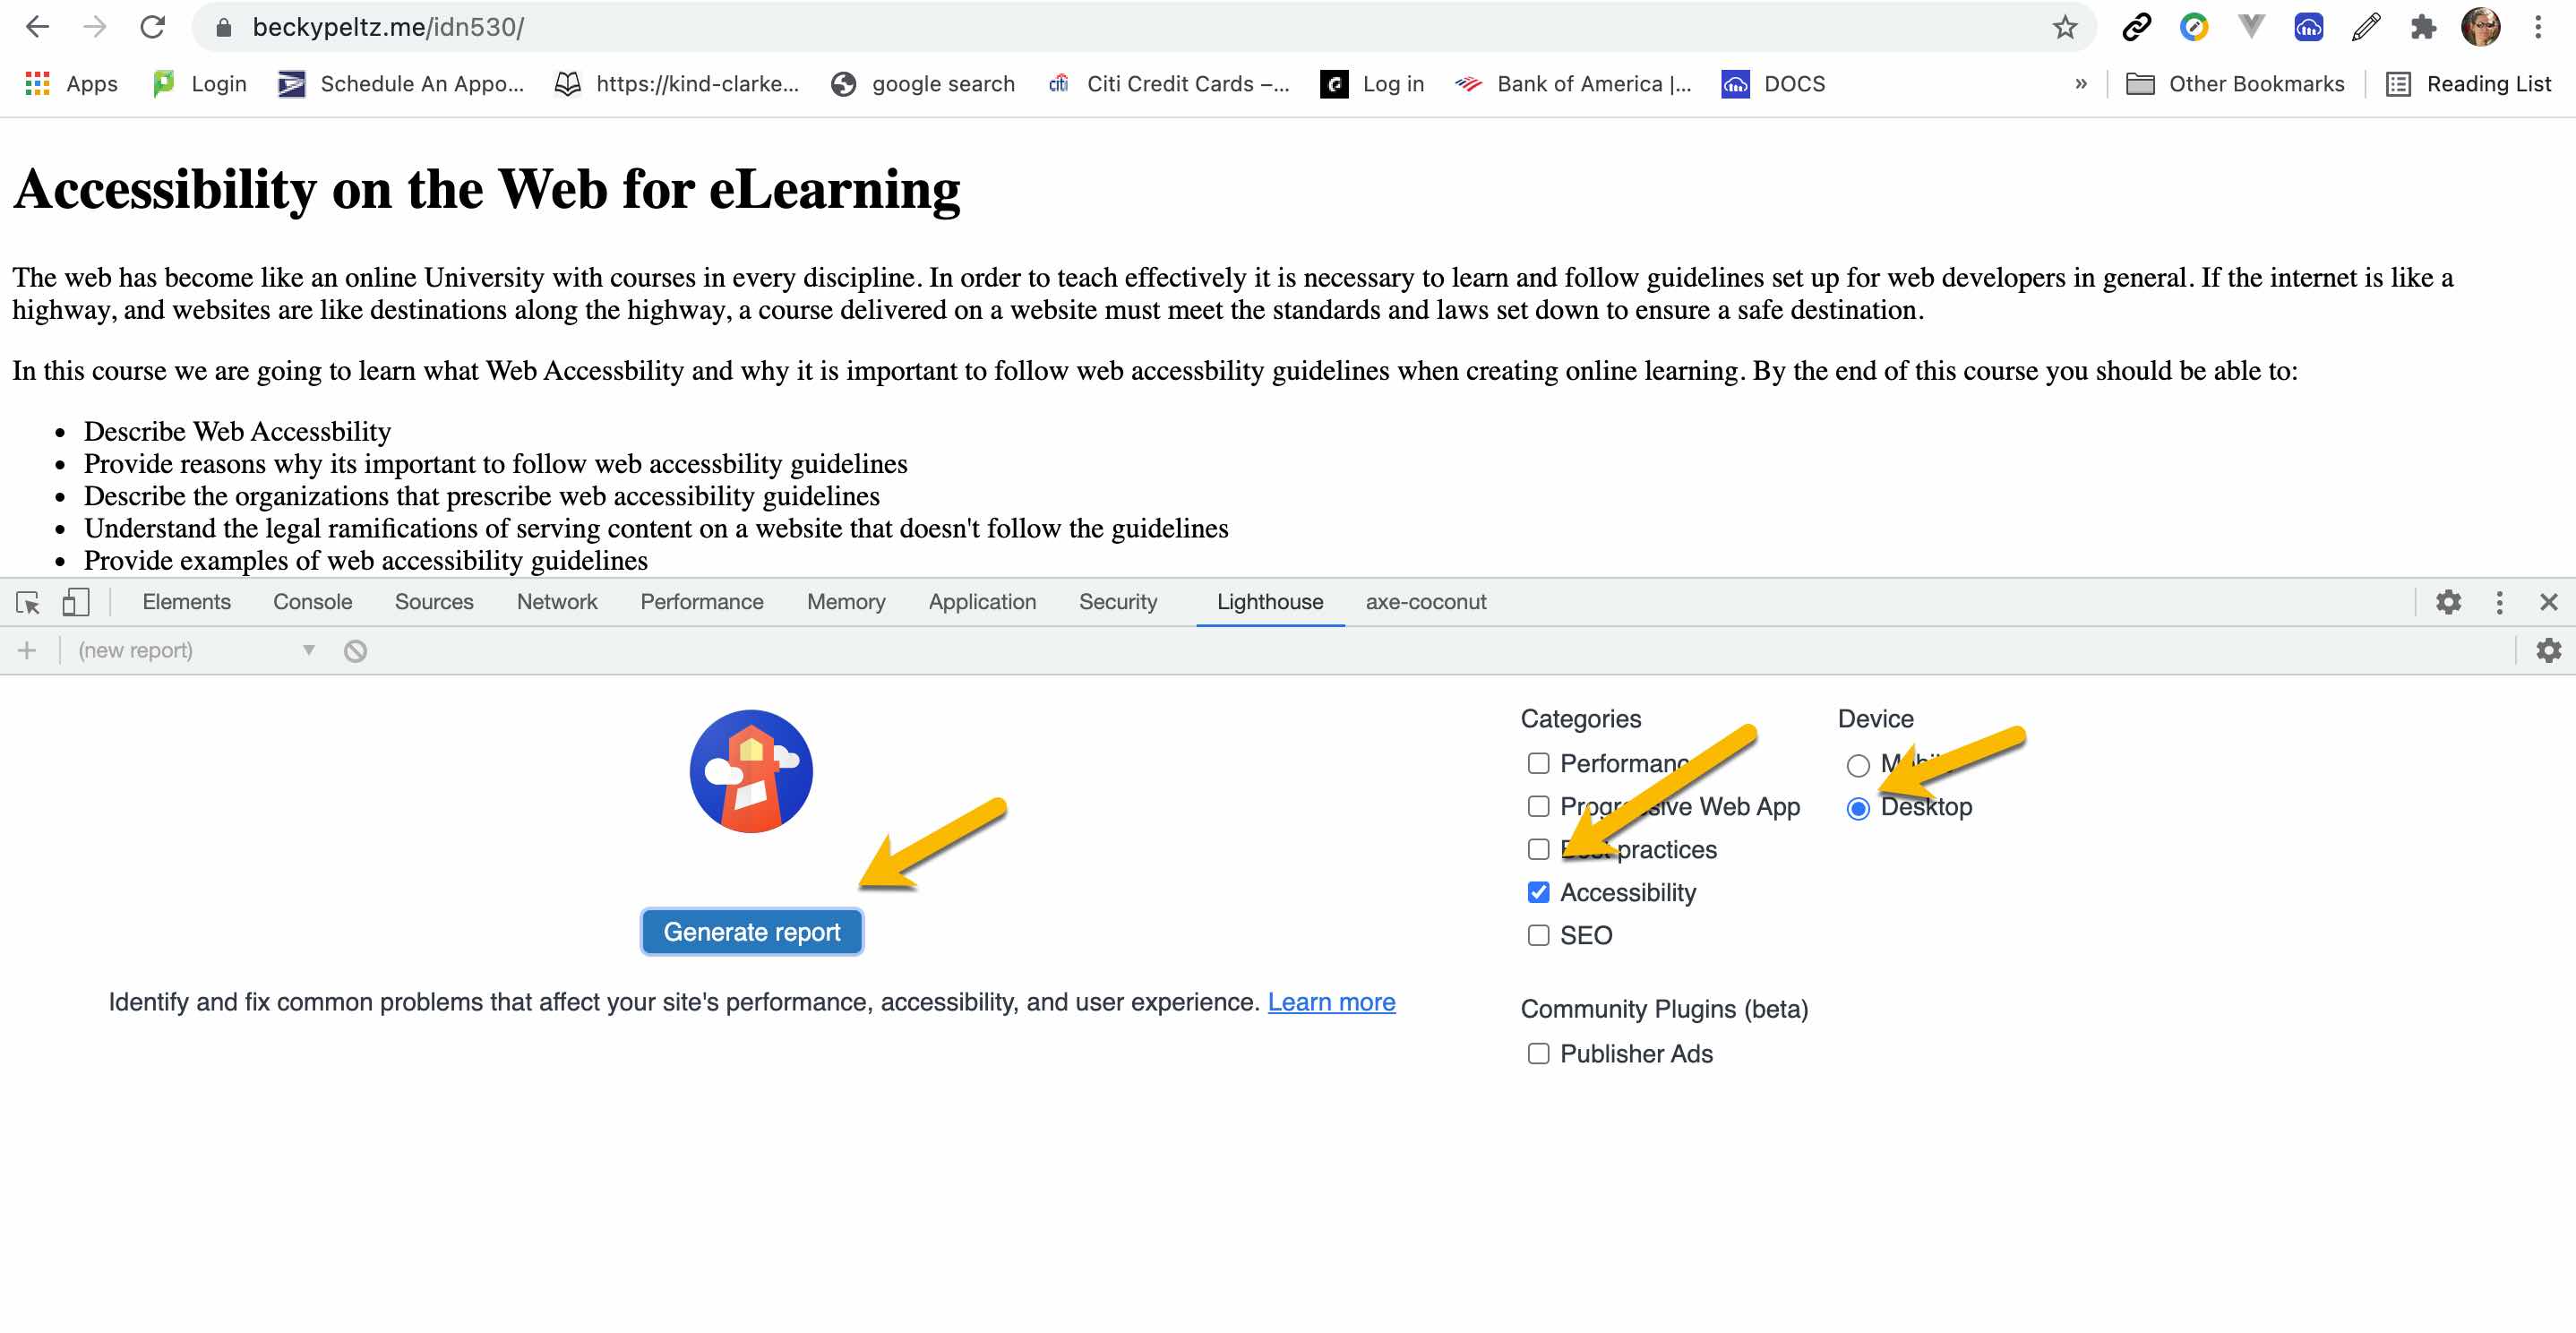 beckypeltz.me/idn530/
Apps Login Schedule An Appo... https://kind-clarke... google search citi Citi Credit Cards –... G Log in Bank of America |... DOCS » Other Bookmarks Reading List
Accessibility on the Web for eLearning
The web has become like an online University with courses in every discipline. In order to teach effectively it is necessary to learn and follow guidelines set up for web developers in general. If the internet is like a
highway, and websites are like destinations along the highway, a course delivered on a website must meet the standards and laws set down to ensure a safe destination.
In this course we are going to learn what Web Accessbility and why it is important to follow web accessbility guidelines when creating online learning. By the end of this course you should be able to:
• Describe Web Accessbility
• Provide reasons why its important to follow web accessbility guidelines
• Describe the organizations that prescribe web accessibility guidelines
• Understand the legal ramifications of serving content on a website that doesn't follow the guidelines
• Provide examples of web accessibility guidelines
Elements Console Sources Network Performance Memory Application Security Lighthouse axe-coconut
(new report)
Generate report
Identify and fix common problems that affect your site's performance, accessibility, and user experience. Learn more
Categories
Performance
Progressive Web App
Best practices
Accessibility
SEO
Community Plugins (beta)
Publisher Ads
Device
Mobile
Desktop